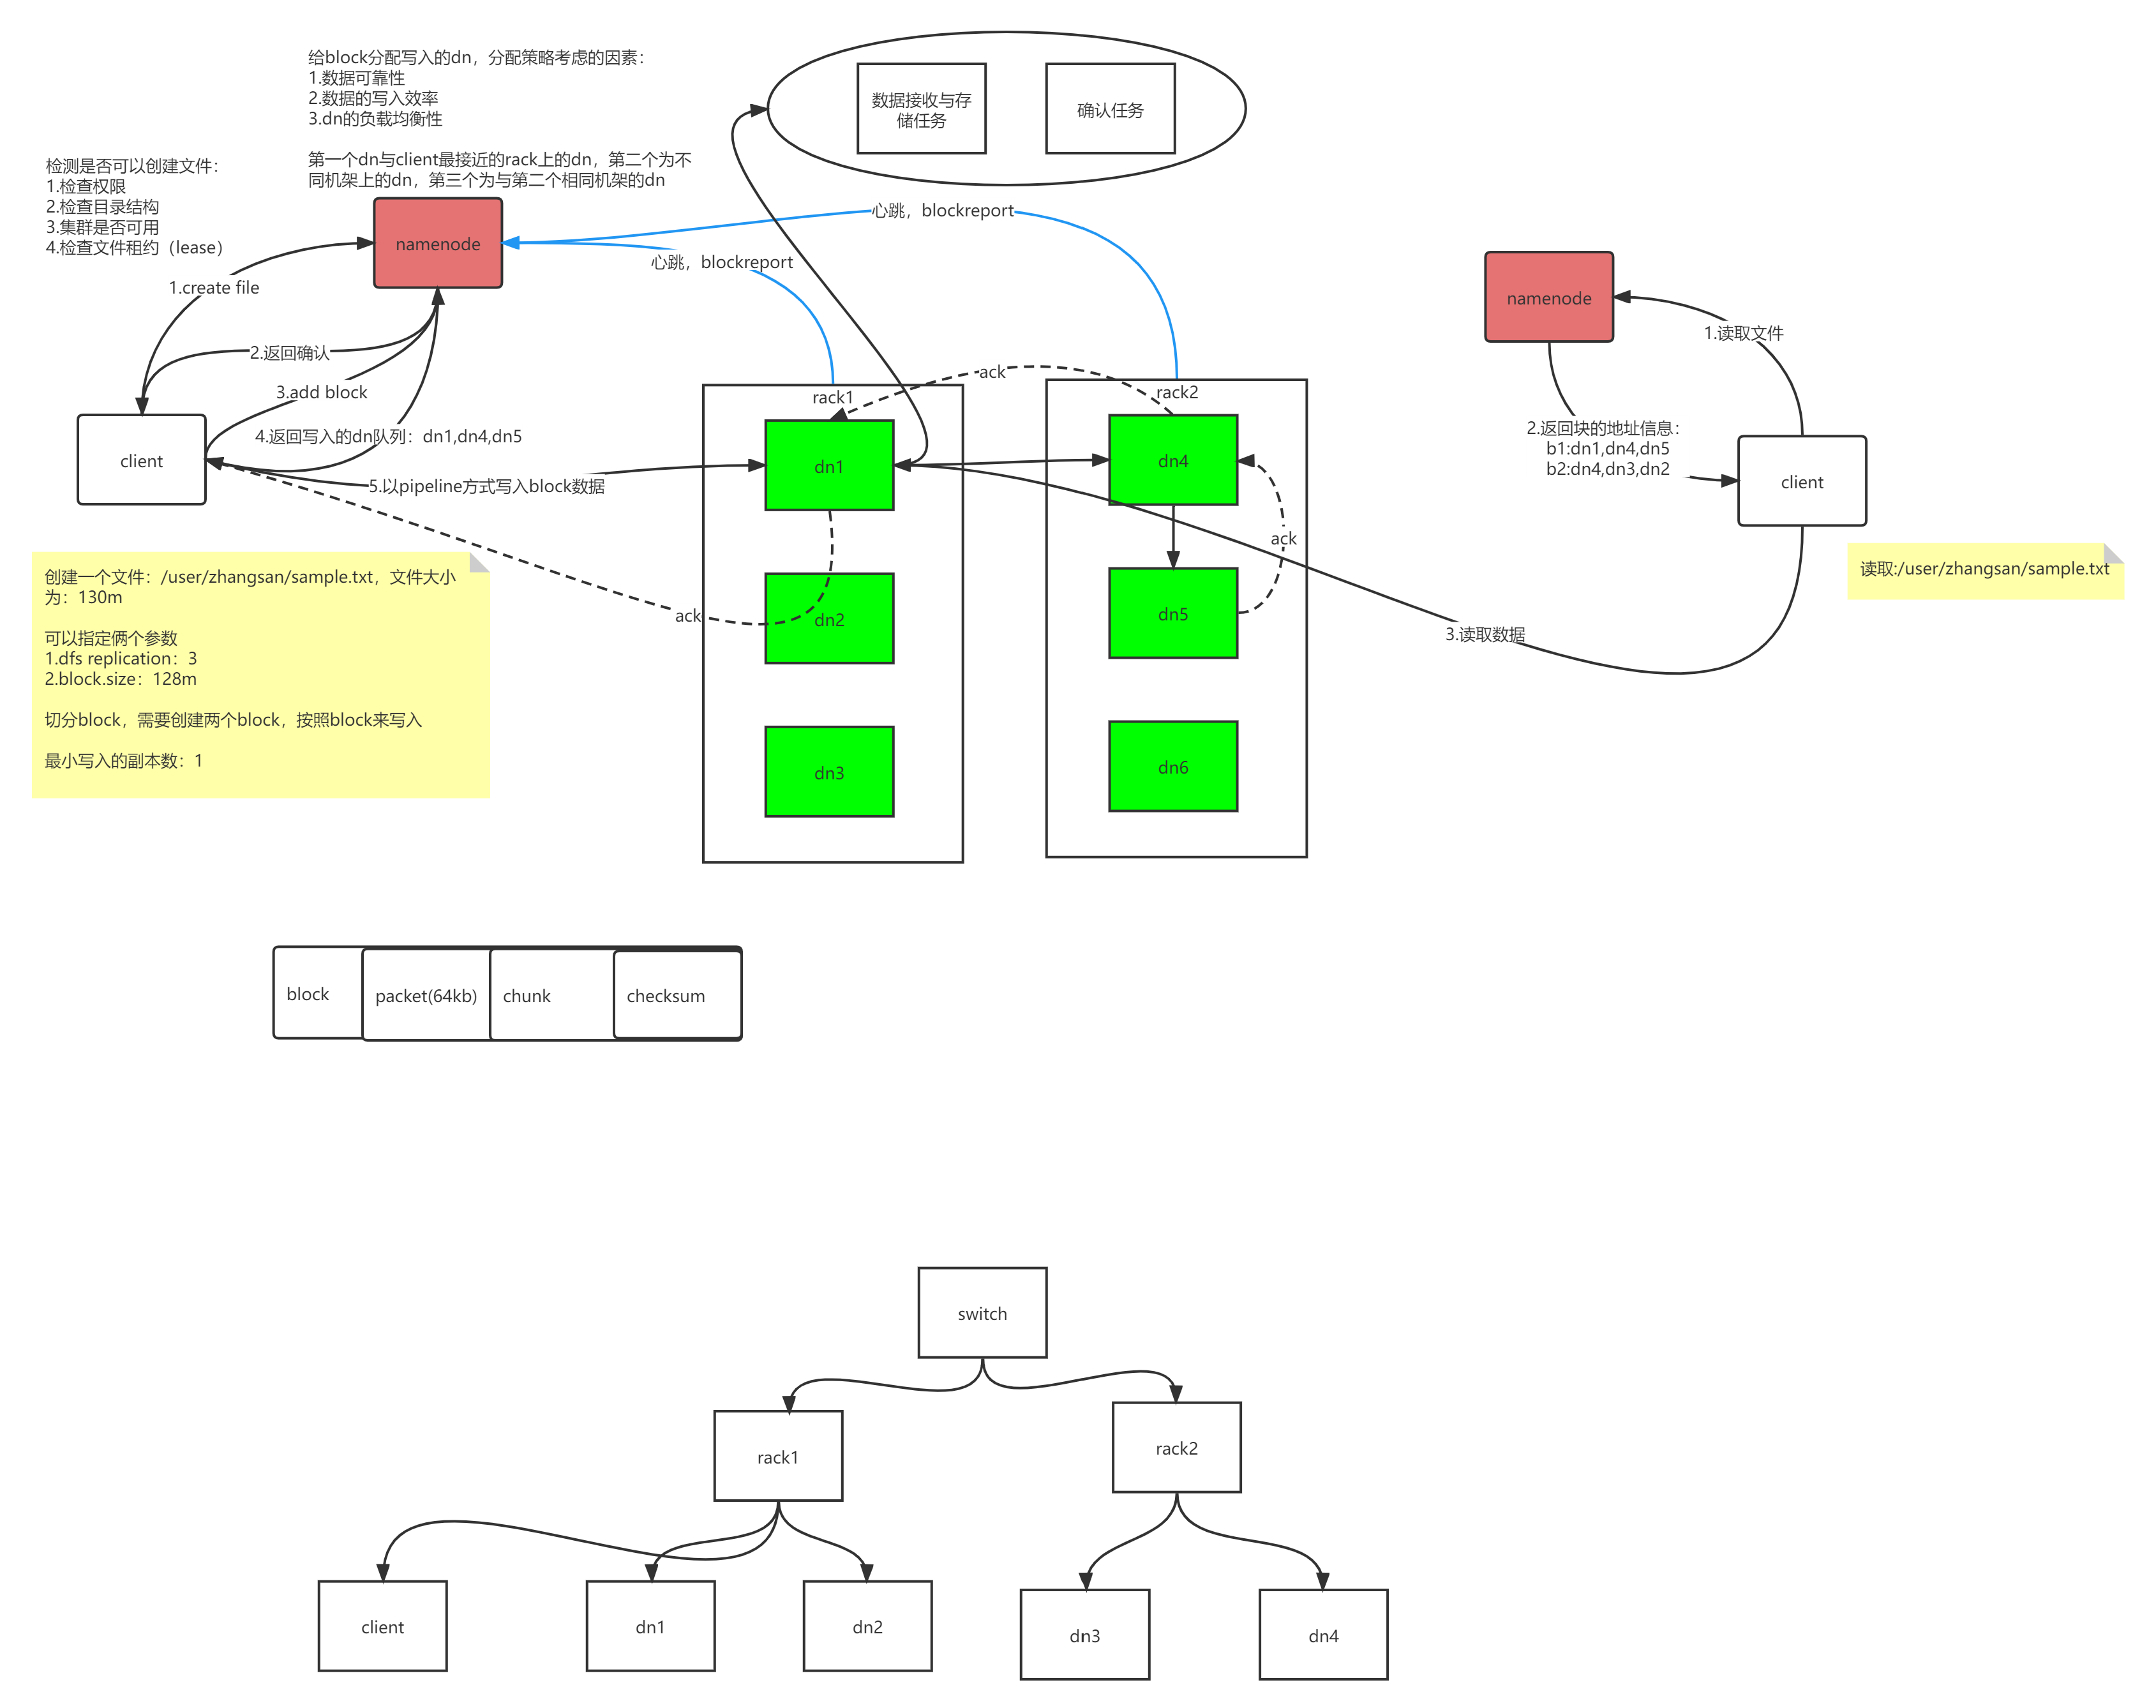 给block分配写入的dn，分配策略考虑的因素：
1.数据可靠性
2.数据的写入效率
3.dn的负载均衡性
第一个dn与client最接近的rack上的dn，第二个为不
同机架上的dn，第三个为与第二个相同机架的dn
数据接收与存
储任务
确认任务
检测是否可以创建文件：
1.检查权限
2.检查目录结构
3.集群是否可用
4.检查文件租约（lease）
namenode
心跳，blockreport
心跳，blockreport
1.create file
2.返回确认
3.add block
4.返回写入的dn队列：dn1,dn4,dn5
5.以pipeline方式写入block数据
client
rack1
dn1
dn2
dn3
rack2
dn4
dn5
dn6
ack
ack
ack
namenode
1.读取文件
2.返回块的地址信息：
b1:dn1,dn4,dn5
b2:dn4,dn3,dn2
client
3.读取数据
读取:/user/zhangsan/sample.txt
创建一个文件：/user/zhangsan/sample.txt，文件大小
为：130m
可以指定俩个参数
1.dfs replication：3
2.block.size：128m
切分block，需要创建两个block，按照block来写入
最小写入的副本数：1
block
packet(64kb)
chunk
checksum
switch
rack1
rack2
client
dn1
dn2
dn3
dn4